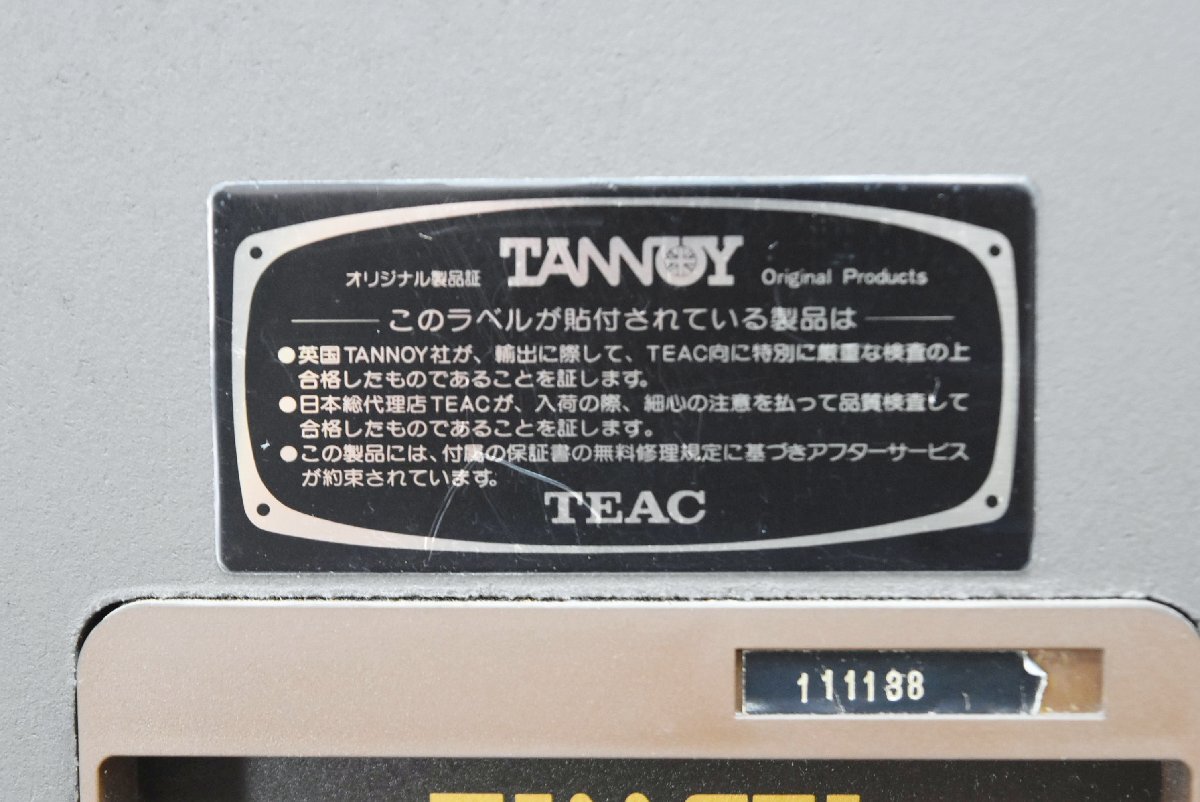 オリジナル製品証 TANNOY Original Products
このラベルが貼付されている製品は
●英国TANNOY社が、輸出に際して、TEAC向に特別に厳重な検査の上
合格したものであることを証します。
●日本総代理店TEACが、入荷の際、細心の注意を払って品質検査して
合格したものであることを証します。
●この製品には、付属の保証書の無料修理規定に基づきアフターサービス
が約束されています。
TEAC
111138